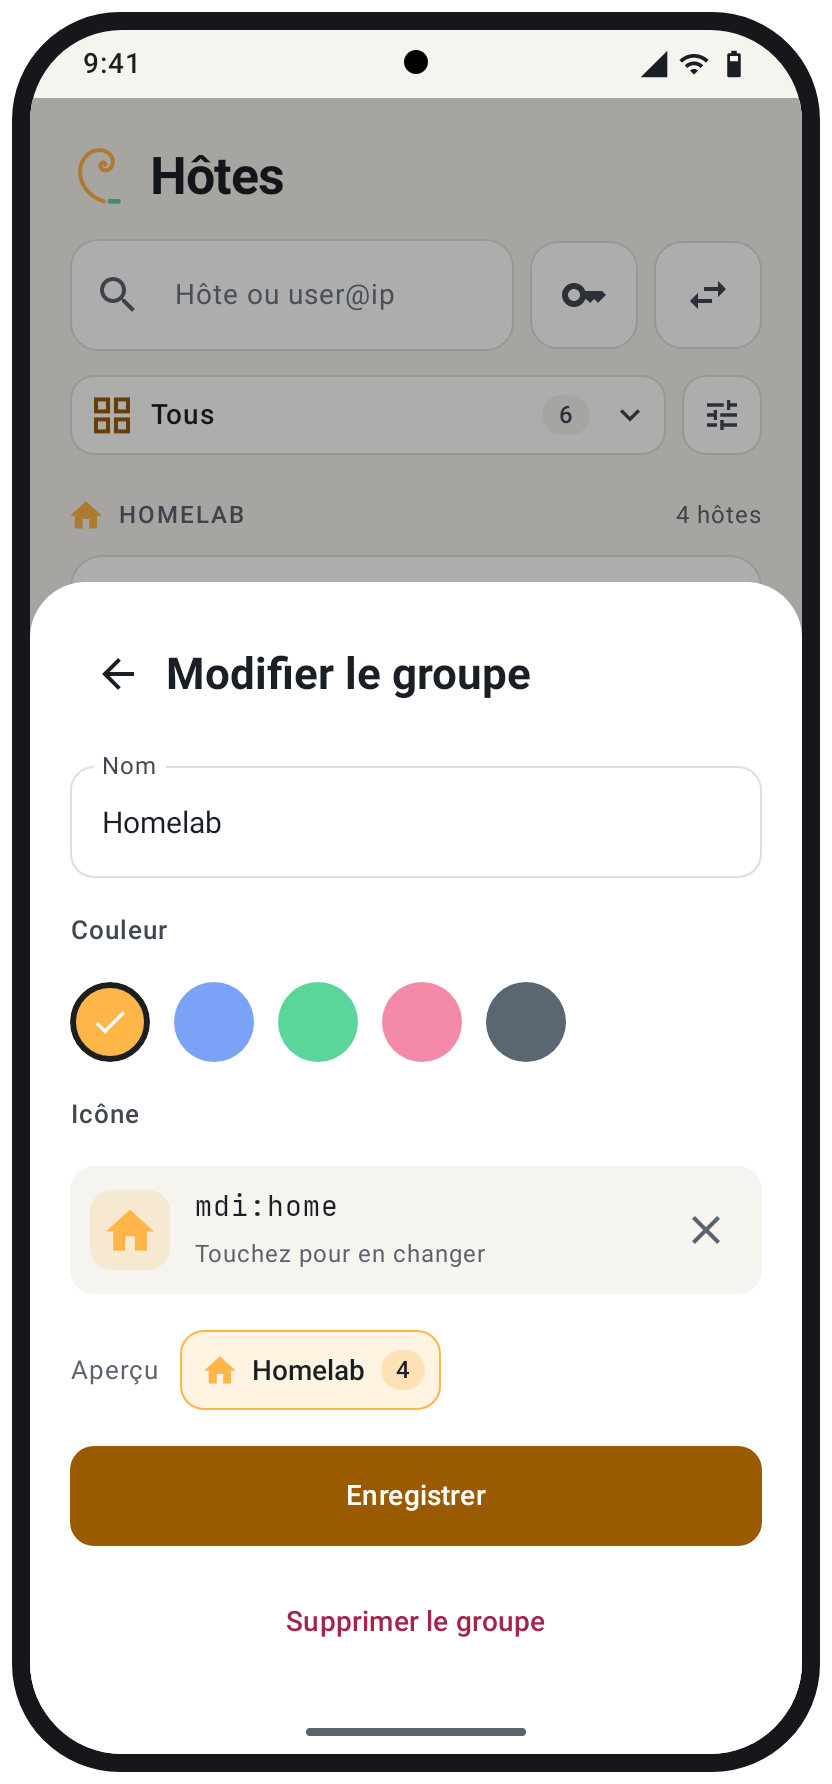 9:41
Hôtes
Hôte ou user@ip
Tous 6
HOMELAB 4 hôtes
Modifier le groupe
Nom
Homelab
Couleur
Icône
mdi:home
Touchez pour en changer
Aperçu Homelab 4
Enregistrer
Supprimer le groupe